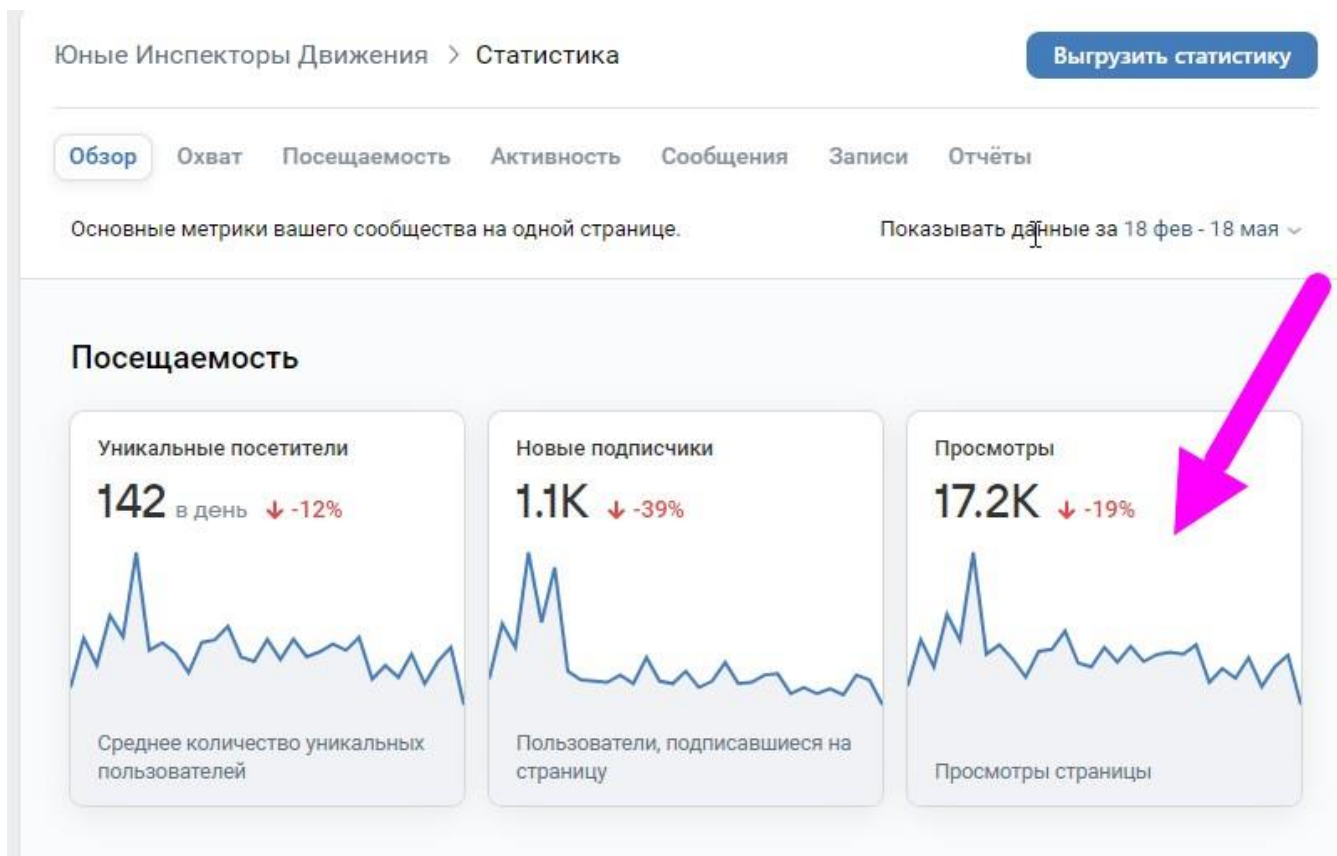 Юные Инспекторы Движения > Статистика
Выгрузить статистику
Обзор Охват Посещаемость Активность Сообщения Записи Отчёты
Основные метрики вашего сообщества на одной странице.
Показывать данные за 18 фев - 18 мая
Посещаемость
Уникальные посетители
142 в день ↓ -12%
Среднее количество уникальных
пользователей
Новые подписчики
1.1K ↓ -39%
Пользователи, подписавшиеся на
страницу
Просмотры
17.2K ↓ -19%
Просмотры страницы